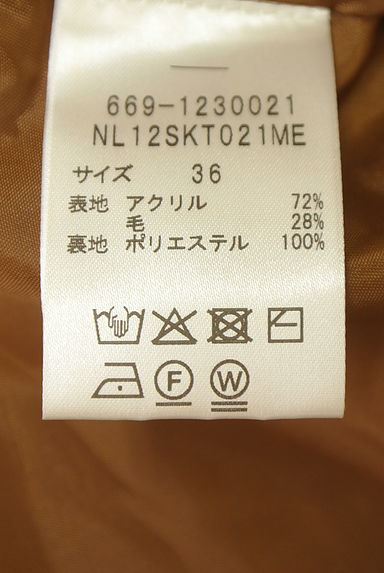 669-1230021
NL12SKT021ME
サイズ 36
表地 アクリル 72%
毛 28%
裏地 ポリエステル 100%
F W